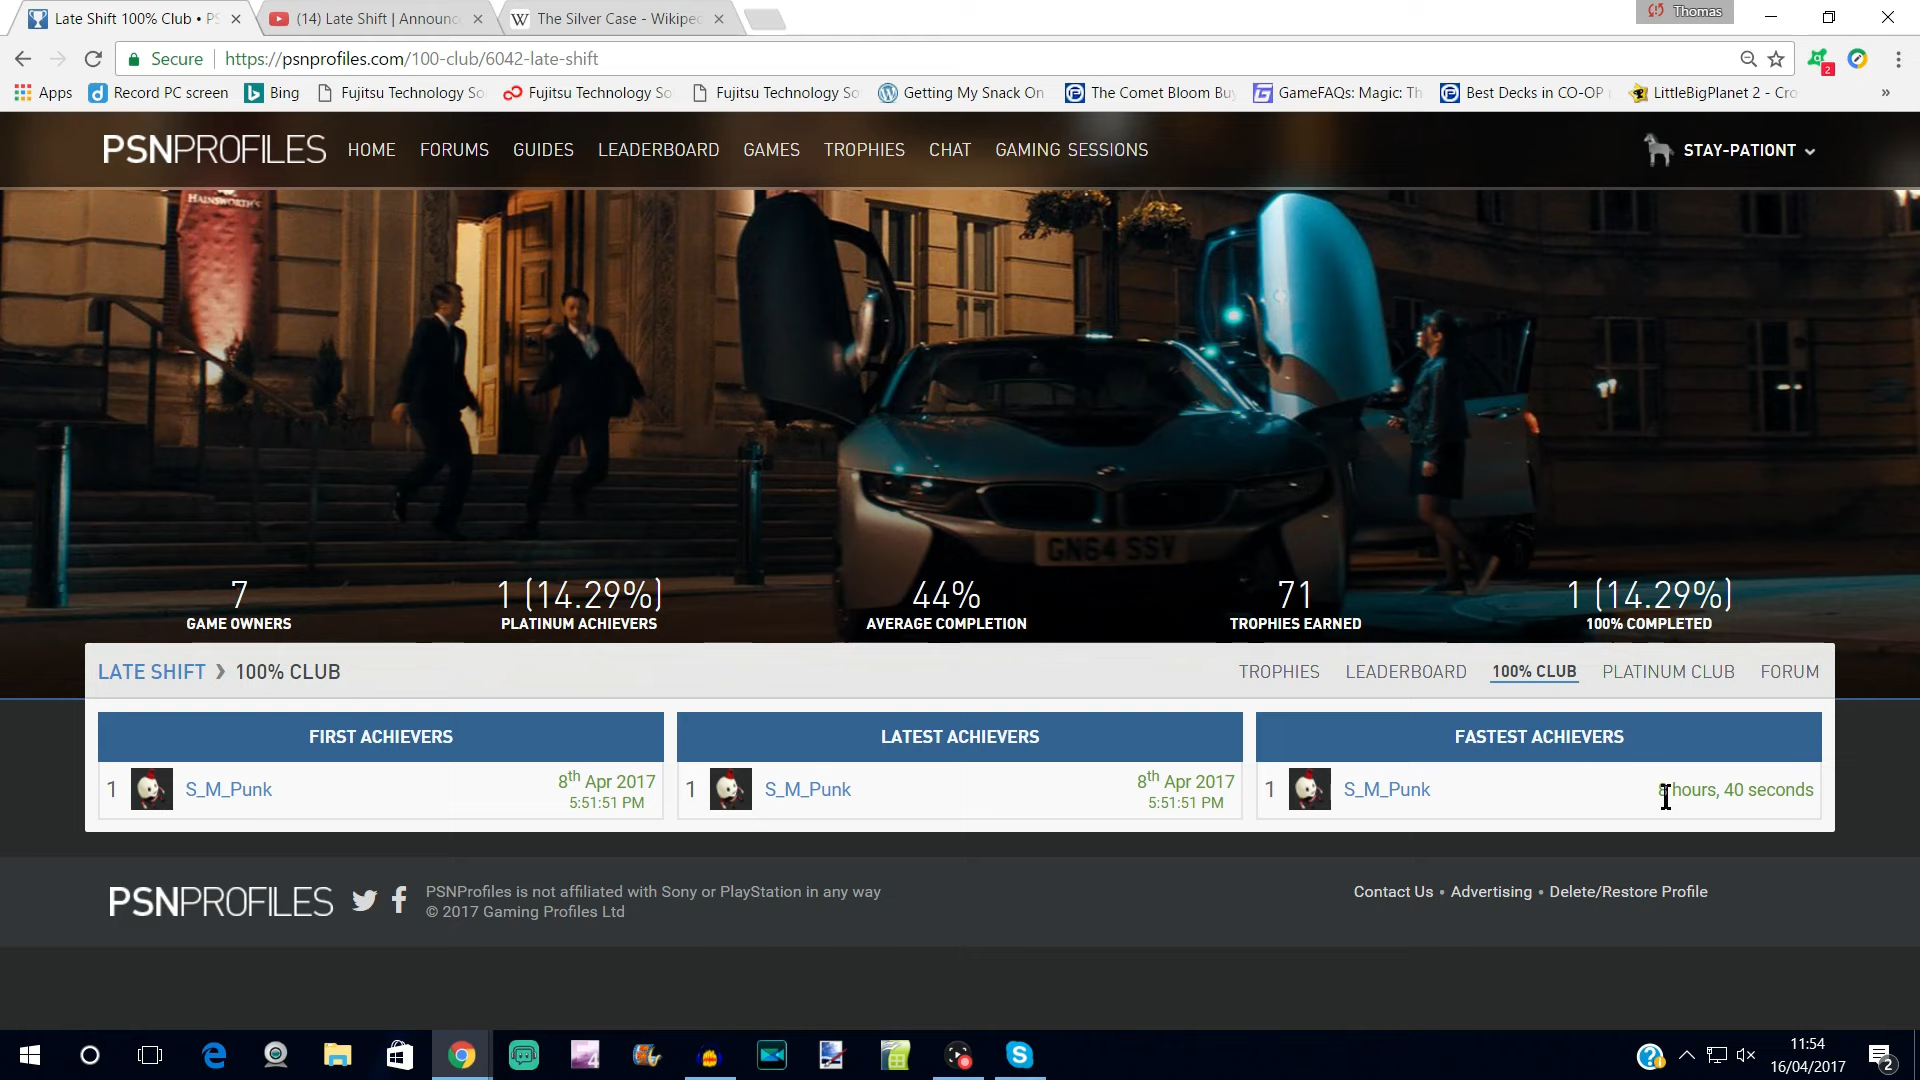 Late Shift 100% Club • PS
(14) Late Shift | Announc
The Silver Case - Wikiped
Thomas
Secure
https://psnprofiles.com/100-club/6042-late-shift
2
Apps
Record PC screen
Bing
Fujitsu Technology So
Fujitsu Technology So
Fujitsu Technology So
Getting My Snack On
The Comet Bloom Bu
GameFAQs: Magic: Th
Best Decks in CO-OP
LittleBigPlanet 2 - Cro
»
PSNPROFILES
HOME
FORUMS
GUIDES
LEADERBOARD
GAMES
TROPHIES
CHAT
GAMING SESSIONS
STAY-PATIONT
HAINSWORTH'S
GN64 SSV
7
GAME OWNERS
1 (14.29%)
PLATINUM ACHIEVERS
44%
AVERAGE COMPLETION
71
TROPHIES EARNED
1 (14.29%)
100% COMPLETED
LATE SHIFT › 100% CLUB
TROPHIES
LEADERBOARD
100% CLUB
PLATINUM CLUB
FORUM
FIRST ACHIEVERS
1
S_M_Punk
8th Apr 2017
5:51:51 PM
LATEST ACHIEVERS
1
S_M_Punk
8th Apr 2017
5:51:51 PM
FASTEST ACHIEVERS
1
S_M_Punk
hours, 40 seconds
PSNPROFILES
PSNProfiles is not affiliated with Sony or PlayStation in any way
© 2017 Gaming Profiles Ltd
Contact Us • Advertising • Delete/Restore Profile
4
11:54
16/04/2017
2